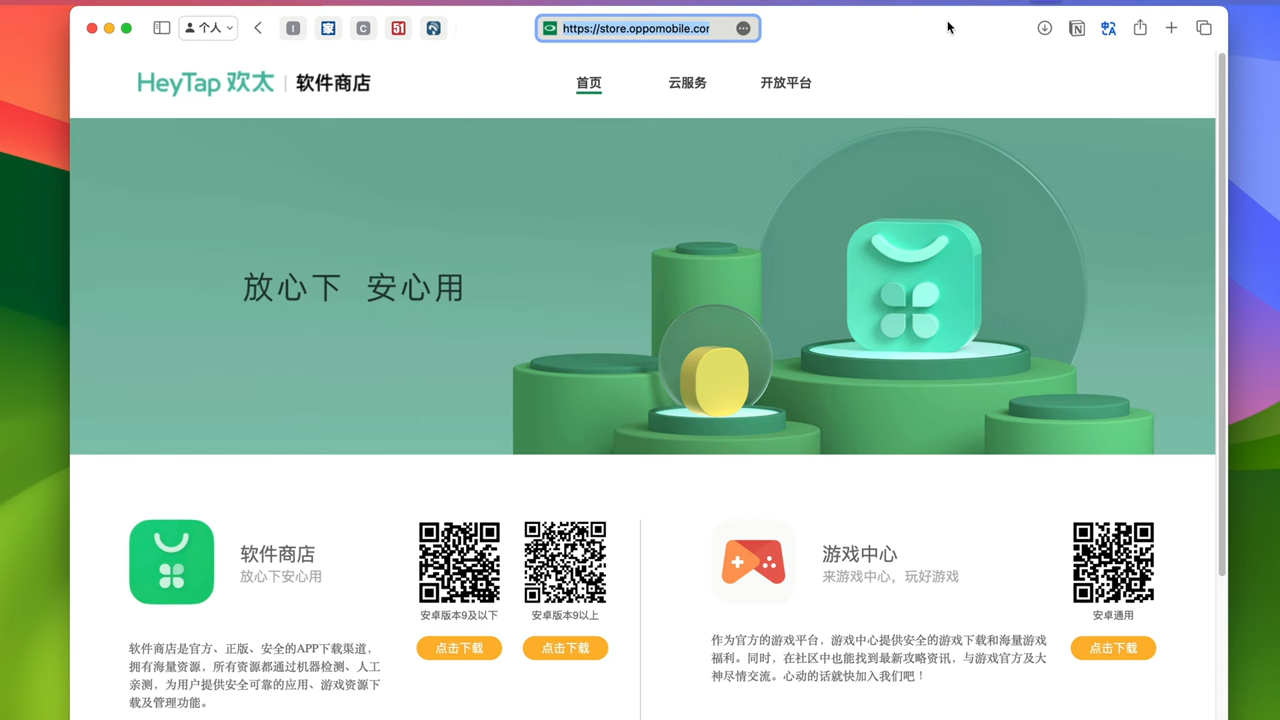 个人
I
家
C
51
https://store.oppomobile.cor
HeyTap 欢太 | 软件商店
首页
云服务
开放平台
放心下 安心用
软件商店
放心下安心用
安卓版本9及以下
安卓版本9以上
点击下载
点击下载
软件商店是官方、正版、安全的APP下载渠道,
拥有海量资源,所有资源都通过机器检测、人工
亲测,为用户提供安全可靠的应用、游戏资源下
载及管理功能。
游戏中心
来游戏中心,玩好游戏
安卓通用
点击下载
作为官方的游戏平台,游戏中心提供安全的游戏下载和海量游戏
福利。同时,在社区中也能找到最新攻略资讯,与游戏官方及大
神尽情交流。心动的话就快加入我们吧!